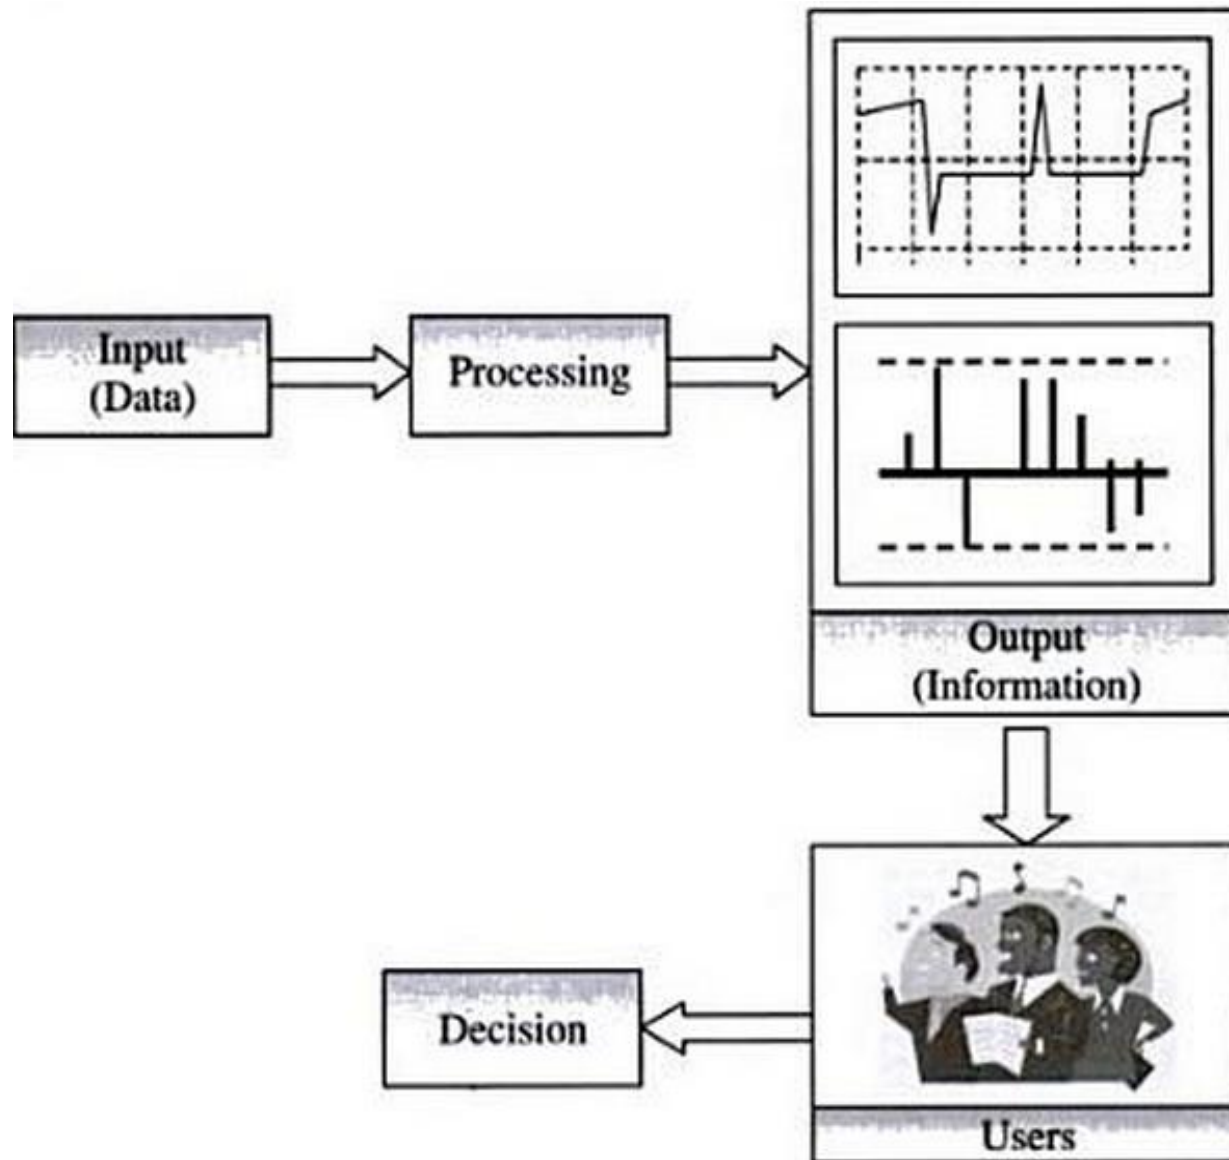 Input
(Data)
Processing
Output
(Information)
Users
Decision